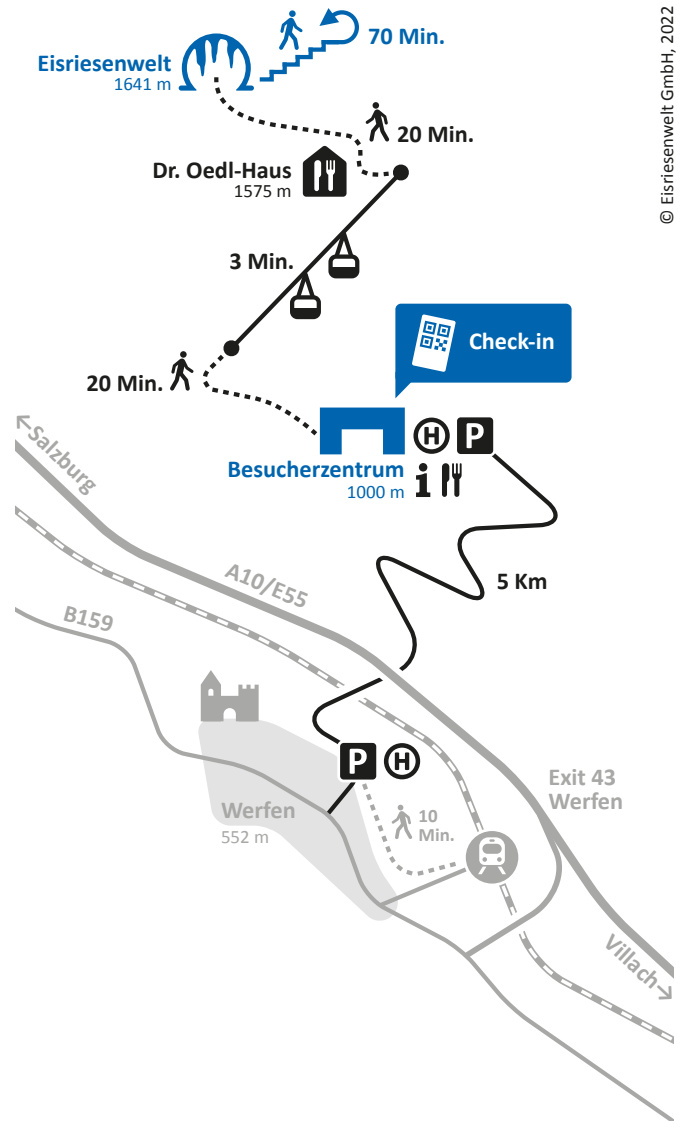 © Eisriesenwelt GmbH, 2022
70 Min.
Eisriesenwelt
1641 m
20 Min.
Dr. Oedl-Haus
1575 m
3 Min.
Check-in
20 Min.
H P
Besucherzentrum
1000 m
i
←Salzburg
A10/E55
5 Km
B159
P H
Exit 43
Werfen
Werfen
552 m
10
Min.
Villach→